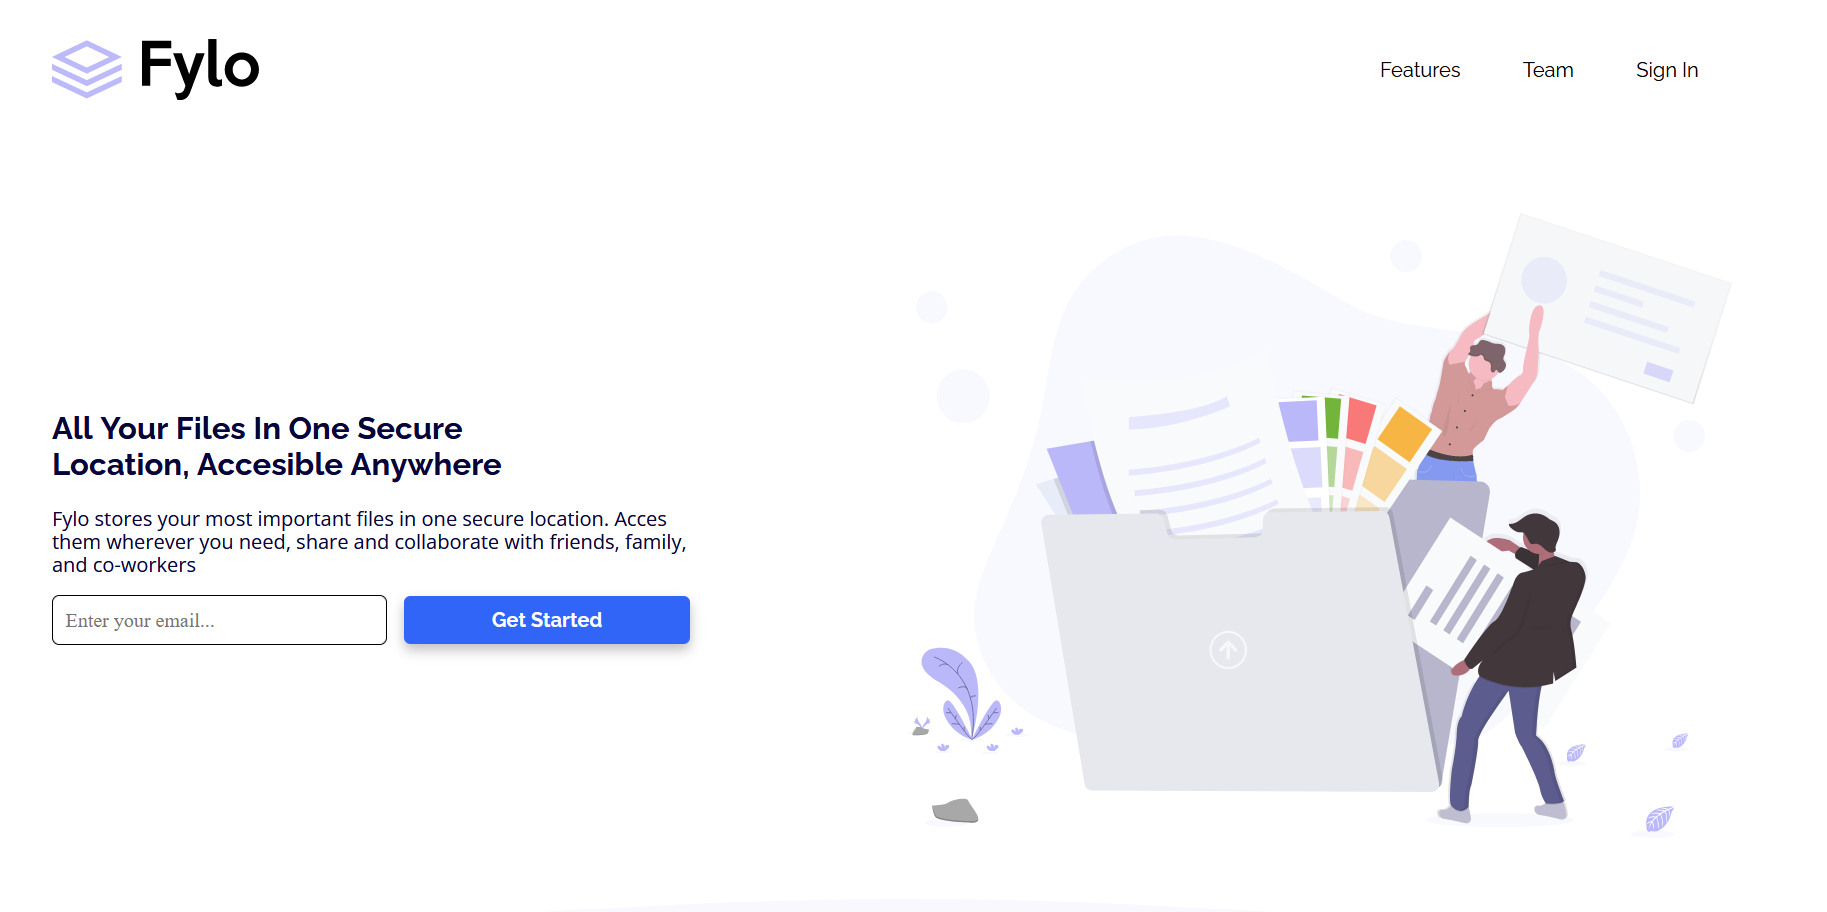 Fylo
Features
Team
Sign In
All Your Files In One Secure
Location, Accesible Anywhere
Fylo stores your most important files in one secure location. Acces
them wherever you need, share and collaborate with friends, family,
and co-workers
Enter your email...
Get Started